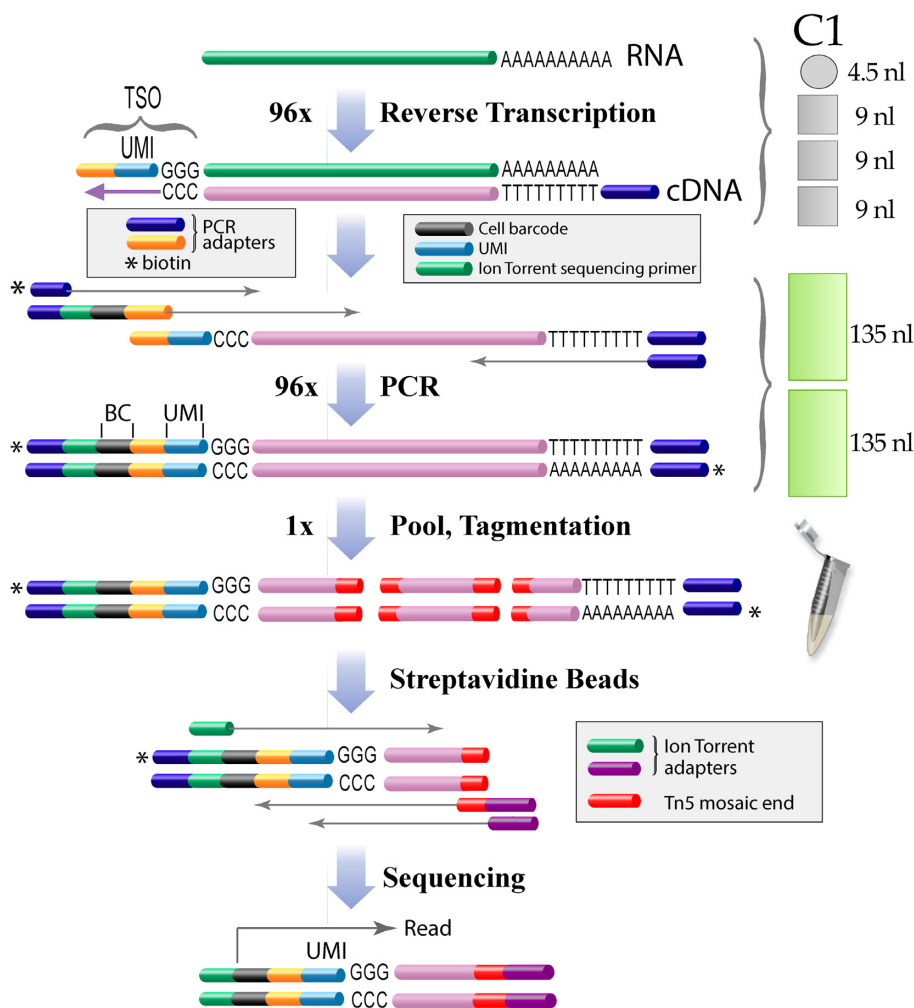 C1
AAAAAAAAAA RNA
4.5 nl
TSO
96x Reverse Transcription
9 nl
UMI
GGG AAAAAAAAA
9 nl
CCC TTTTTTTTT cDNA
9 nl
PCR
adapters
* biotin
Cell barcode
UMI
Ion Torrent sequencing primer
*
CCC TTTTTTTTT
135 nl
96x PCR
BC UMI
* GGG TTTTTTTTT
135 nl
CCC AAAAAAAAA *
1x Pool, Tagmentation
* GGG TTTTTTTTT
CCC AAAAAAAAA *
Streptavidine Beads
* GGG
CCC
Ion Torrent
adapters
Tn5 mosaic end
Sequencing
Read
UMI
GGG
CCC